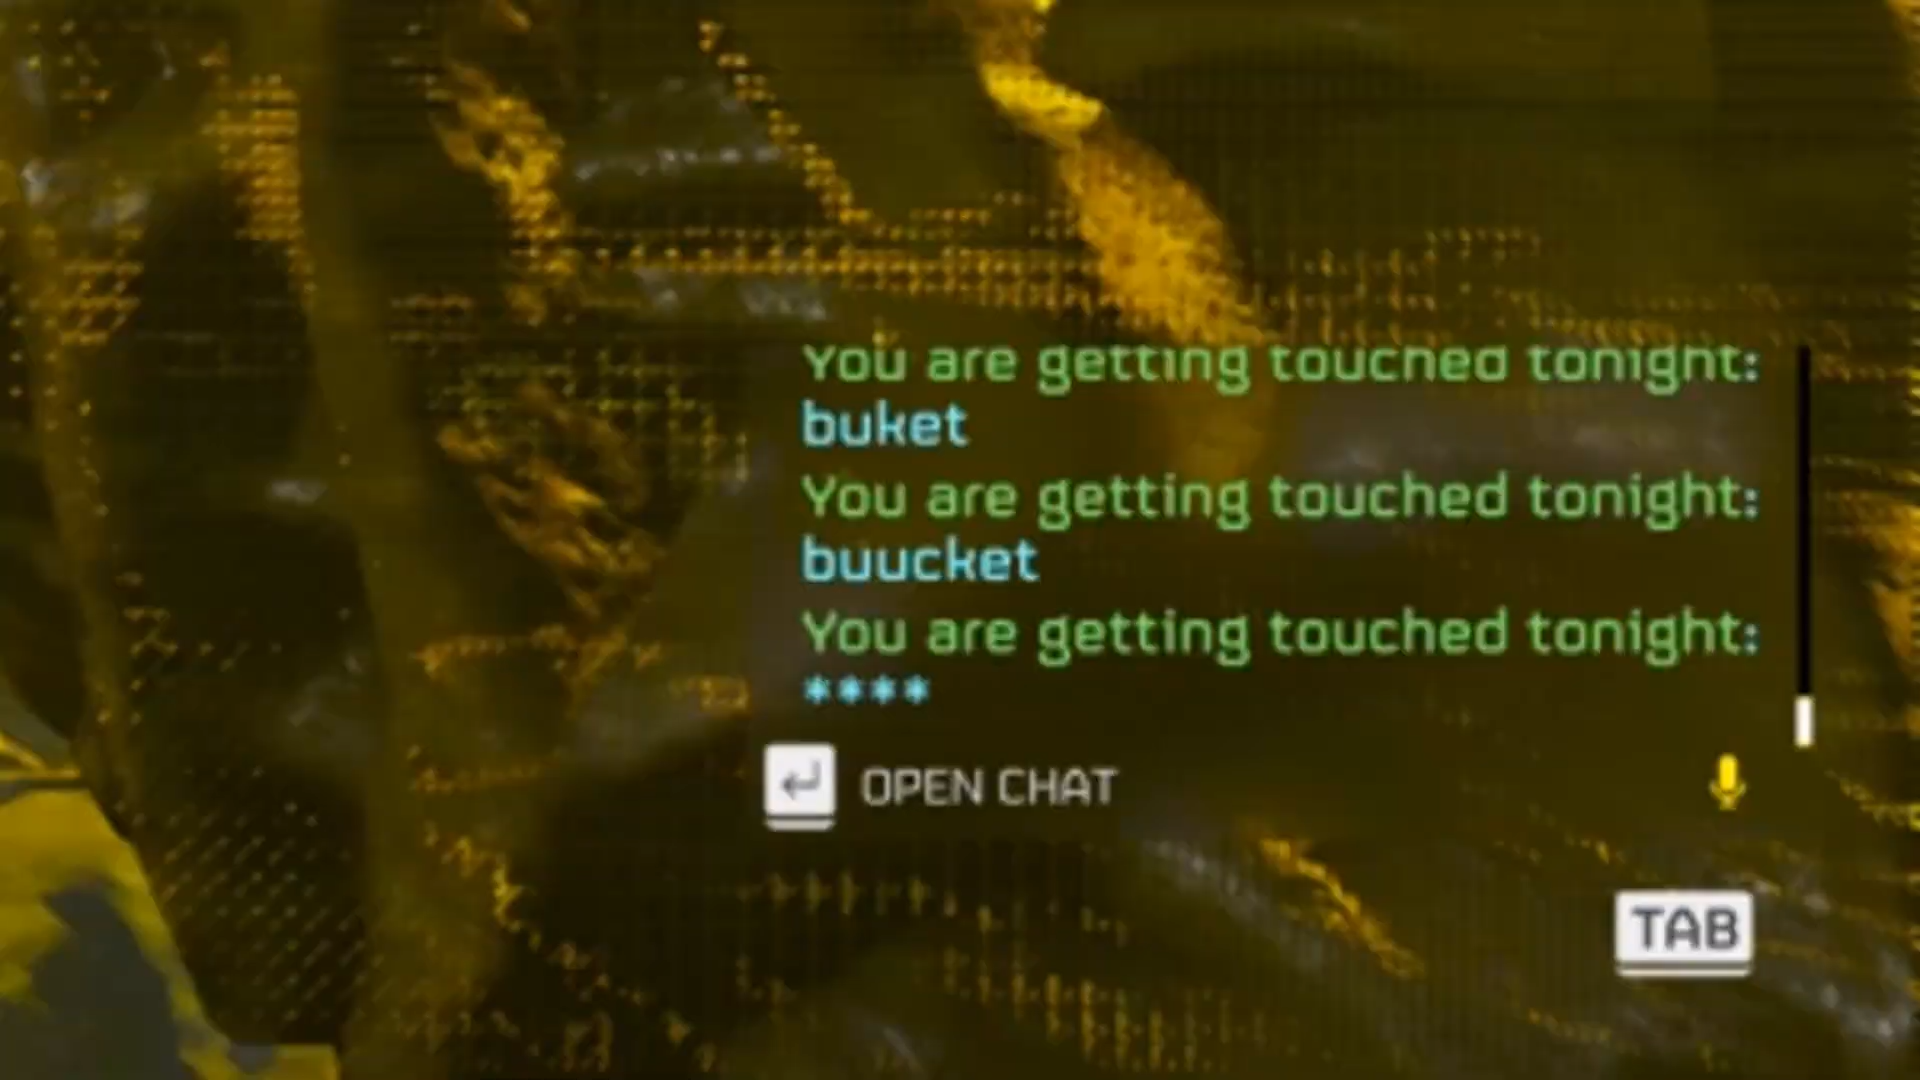 You are getting touched tonight:
buket
You are getting touched tonight:
buucket
You are getting touched tonight:
****
OPEN CHAT
TAB